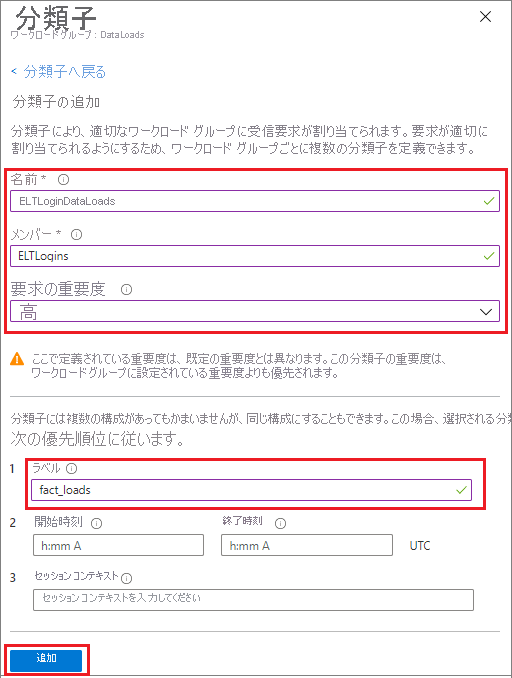 分類子
ワークロードグループ : DataLoads
< 分類子へ戻る
分類子の追加
分類子により、適切なワークロード グループに受信要求が割り当てられます。要求が適切に
割り当てられるようにするため、ワークロード グループごとに複数の分類子を定義できます。
名前 *
ELTLoginDataLoads
メンバー *
ELTLogins
要求の重要度
高
ここで定義されている重要度は、既定の重要度とは異なります。この分類子の重要度は、
ワークロードグループに設定されている重要度よりも優先されます。
分類子には複数の構成があってもかまいませんが、同じ構成にすることもできます。この場合、選択される分類
次の優先順位に従います。
1 ラベル
fact_loads
2 開始時刻 終了時刻
h:mm A h:mm A UTC
3 セッションコンテキスト
セッションコンテキストを入力してください
追加